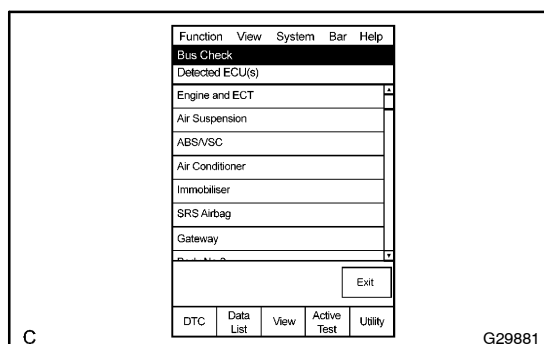 Function View System Bar Help
Bus Check
Detected ECU(s)
Engine and ECT
Air Suspension
ABS/VSC
Air Conditioner
Immobiliser
SRS Airbag
Gateway
Exit
DTC Data List View Active Test Utility
C G29881